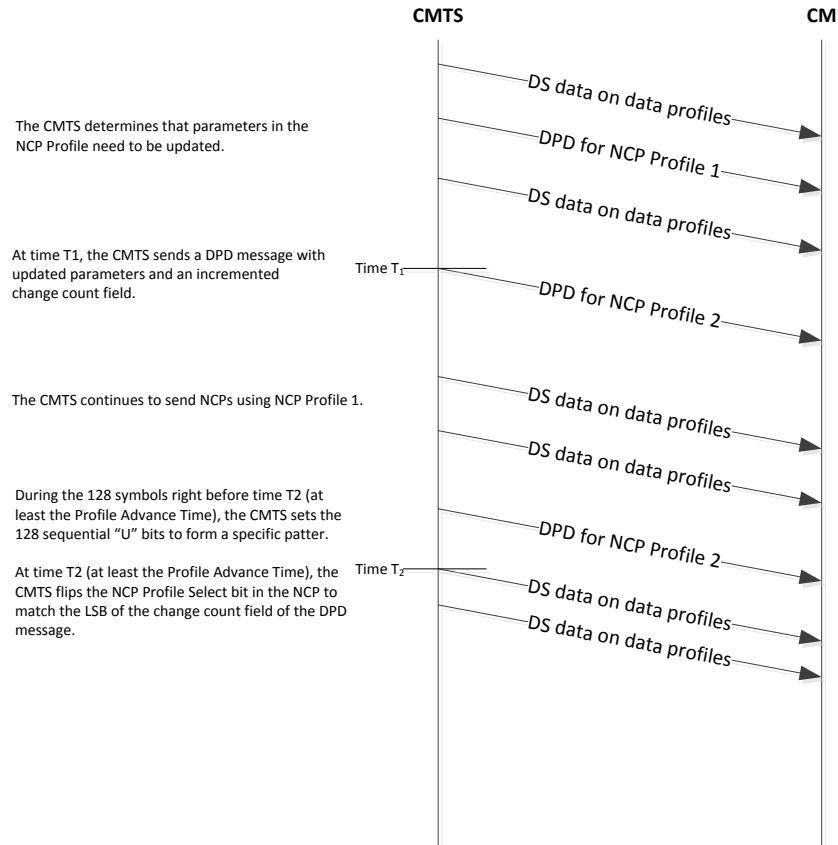 CMTS
CM
DS data on data profiles
The CMTS determines that parameters in the
NCP Profile need to be updated.
DPD for NCP Profile 1
DS data on data profiles
At time T1, the CMTS sends a DPD message with
updated parameters and an incremented
change count field.
Time T1
DPD for NCP Profile 2
The CMTS continues to send NCPs using NCP Profile 1.
DS data on data profiles
DS data on data profiles
During the 128 symbols right before time T2 (at
least the Profile Advance Time), the CMTS sets the
128 sequential “U” bits to form a specific patter.
DPD for NCP Profile 2
At time T2 (at least the Profile Advance Time), the
CMTS flips the NCP Profile Select bit in the NCP to
match the LSB of the change count field of the DPD
message.
Time T2
DS data on data profiles
DS data on data profiles